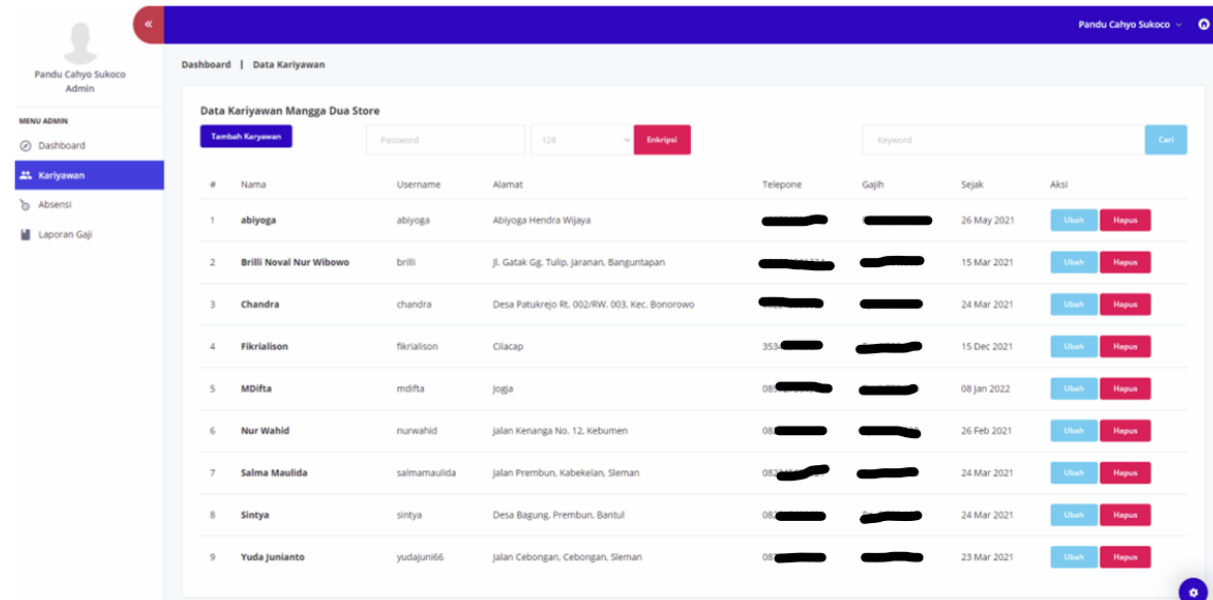 Pandu Cahyo Sukoco
Pandu Cahyo Sukoco
Admin
MENU ADMIN
Dashboard
Kariyawan
Absensi
Laporan Gaji
Dashboard | Data Kariyawan
Data Kariyawan Mangga Dua Store
Tambah Karyawan Password 128 Enkripsi Keyword Cari
# Nama Username Alamat Telepone Gajih Sejak Aksi
1 abiyoga abiyoga Abiyoga Hendra Wijaya 26 May 2021 Ubah Hapus
2 Brilli Noval Nur Wibowo brilli Jl. Gatak Gg. Tulip, Jaranan, Banguntapan 15 Mar 2021 Ubah Hapus
3 Chandra chandra Desa Patukrejo Rt. 002/RW. 003, Kec. Bonorowo 24 Mar 2021 Ubah Hapus
4 Fikrialison fikrialison Cilacap 15 Dec 2021 Ubah Hapus
5 MDifta mdifta Jogja 08 Jan 2022 Ubah Hapus
6 Nur Wahid nurwahid Jalan Kenanga No. 12, Kebumen 26 Feb 2021 Ubah Hapus
7 Salma Maulida salmamaulida Jalan Prembun, Kabekelan, Sleman 24 Mar 2021 Ubah Hapus
8 Sintya sintya Desa Bagung, Prembun, Bantul 24 Mar 2021 Ubah Hapus
9 Yuda Junianto yudajuni66 Jalan Cebongan, Cebongan, Sleman 23 Mar 2021 Ubah Hapus